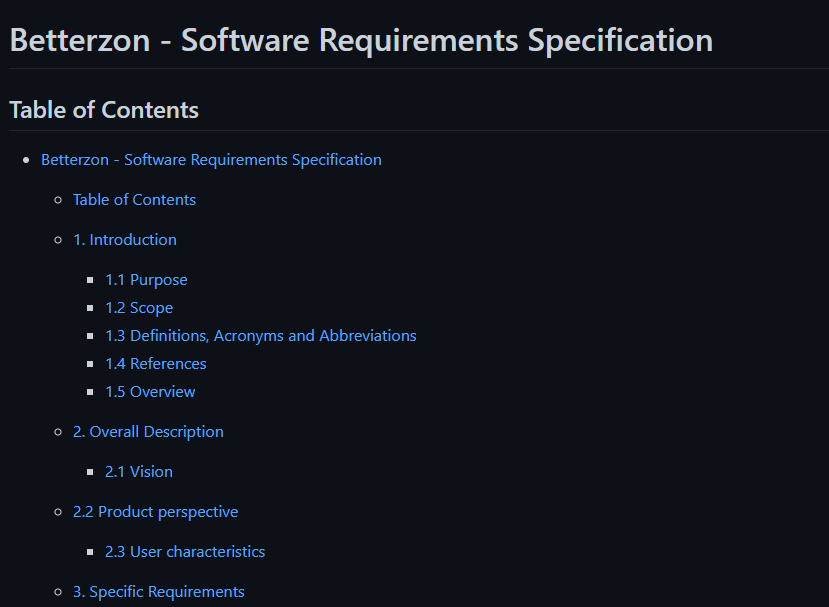 Betterzon - Software Requirements Specification
Table of Contents
Betterzon - Software Requirements Specification
Table of Contents
1. Introduction
1.1 Purpose
1.2 Scope
1.3 Definitions, Acronyms and Abbreviations
1.4 References
1.5 Overview
2. Overall Description
2.1 Vision
2.2 Product perspective
2.3 User characteristics
3. Specific Requirements